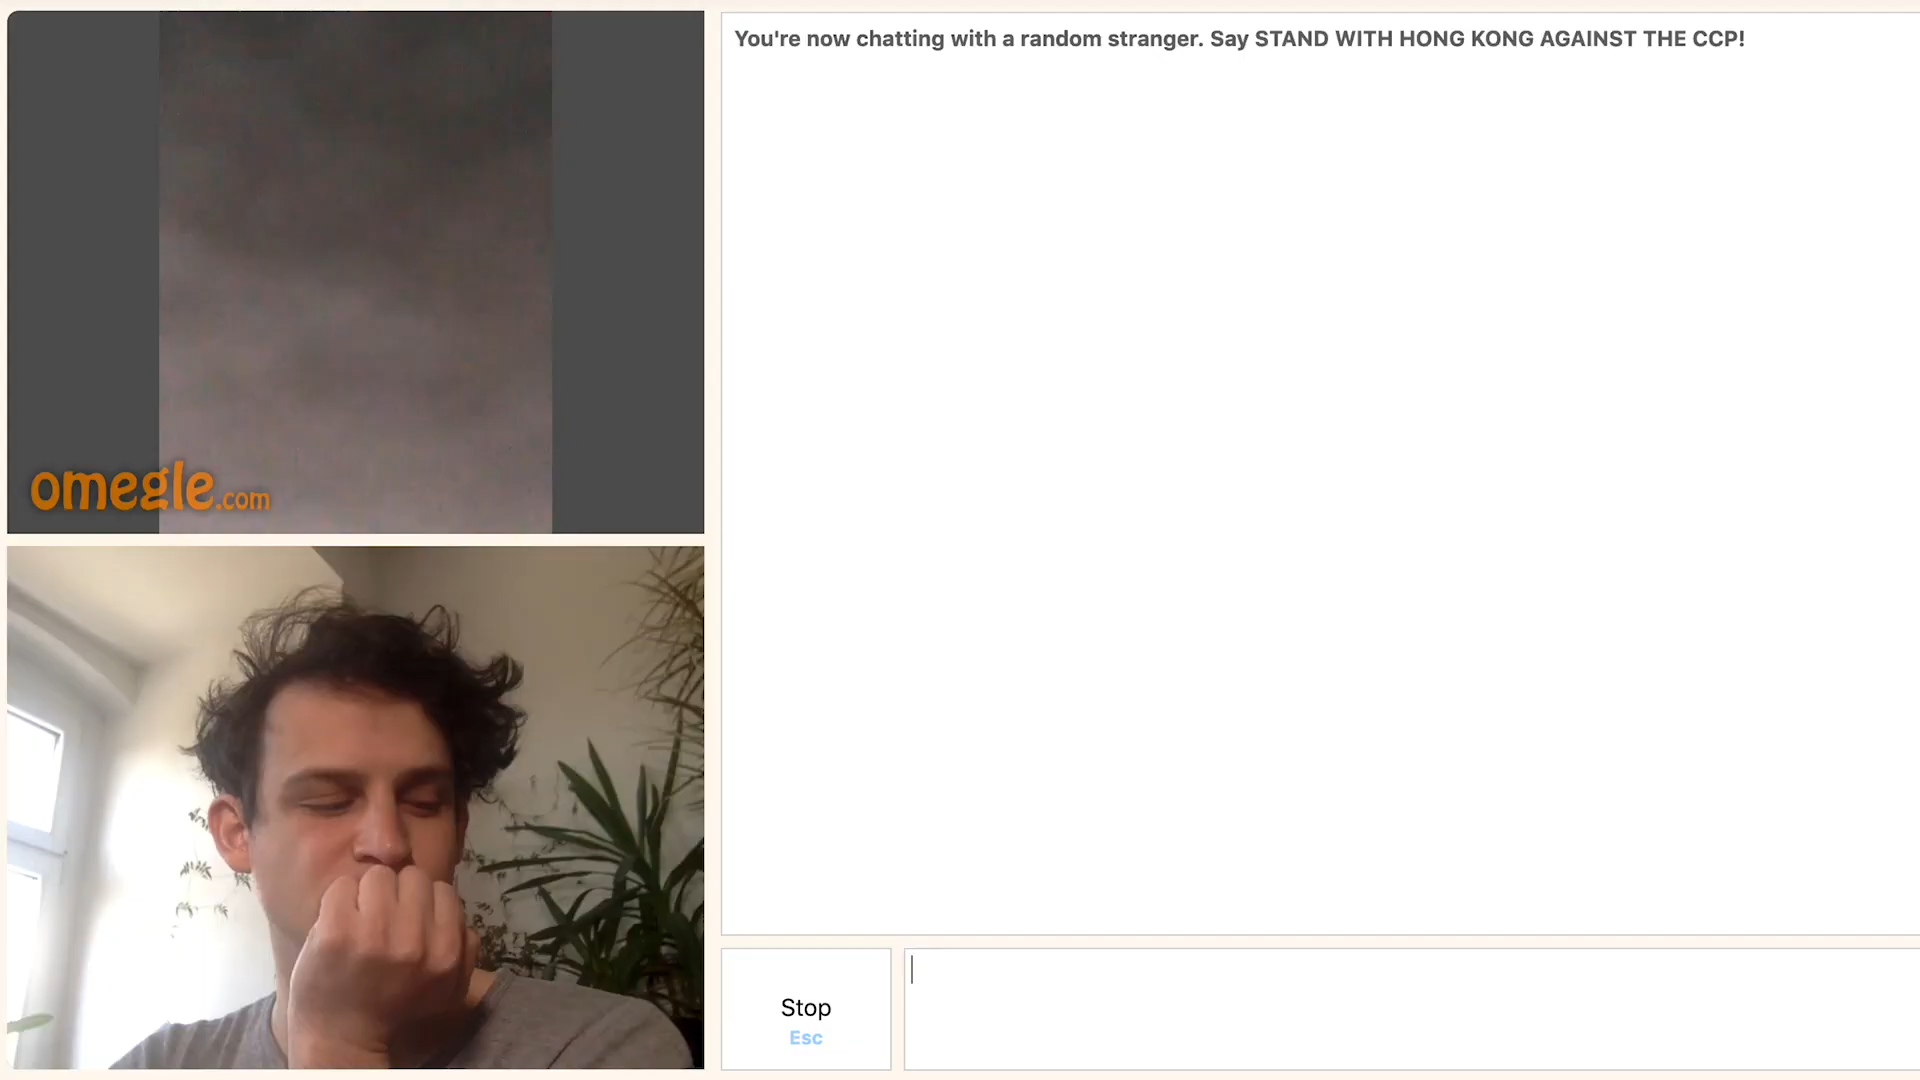 You're now chatting with a random stranger. Say STAND WITH HONG KONG AGAINST THE CCP!
omegle.com
Stop
Esc